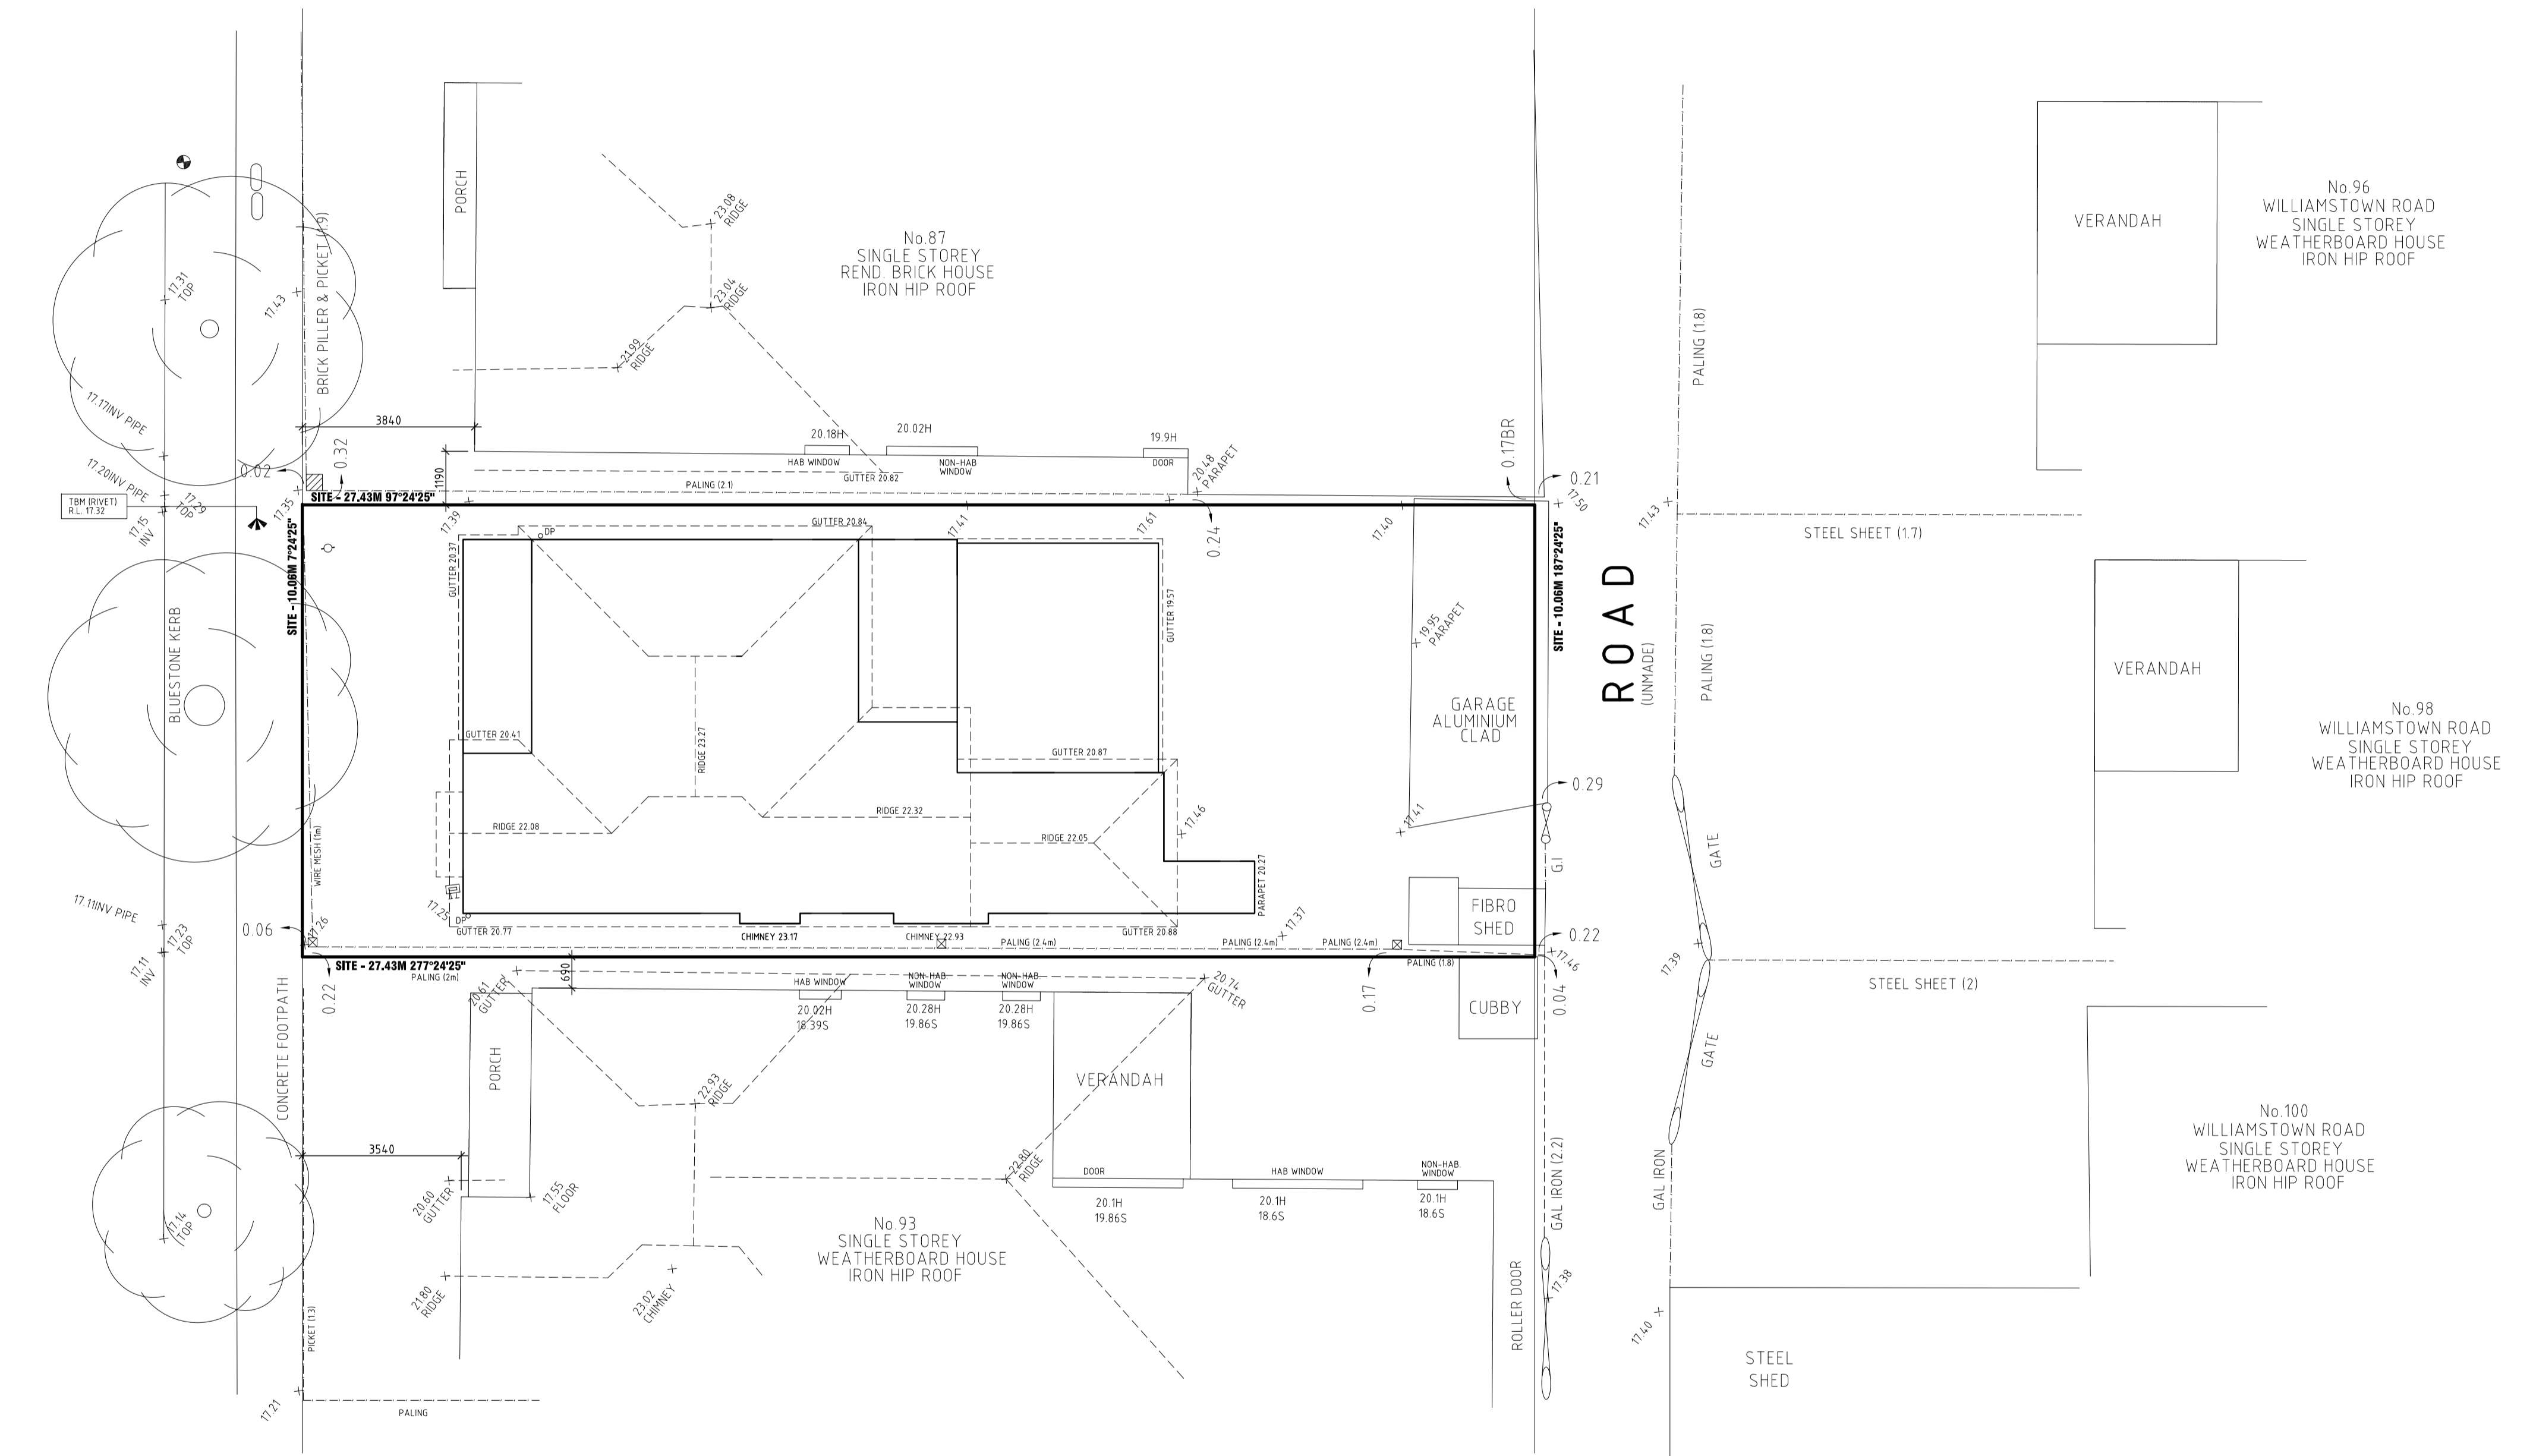 PORCH
23.08
RIDGE
23.04
RIDGE
21.99
RIDGE
No.87
SINGLE STOREY
REND. BRICK HOUSE
IRON HIP ROOF
No.96
WILLIAMSTOWN ROAD
SINGLE STOREY
WEATHERBOARD HOUSE
IRON HIP ROOF
VERANDAH
BRICK PILLER & PICKET (1.9)
17.31
TOP
17.43
17.17INV PIPE
PALING (1.8)
3840
1190
0.32
0.02
17.20INV PIPE
17.29
TOP
17.15
INV
TBM (RIVET)
R.L. 17.32
17.35
20.18H
HAB WINDOW
20.02H
NON-HAB
WINDOW
19.9H
DOOR
GUTTER 20.82
PALING (2.1)
20.48
PARAPET
0.17BR
0.21
17.50
SITE - 27.43M 97°24'25"
17.39
17.41
17.61
0.24
17.40
17.43
STEEL SHEET (1.7)
SITE - 10.06M 7°24'25"
SITE - 10.06M 187°24'25"
GUTTER 20.37
DP
GUTTER 20.84
GUTTER 19.57
19.95
PARAPET
ROAD
(UNMADE)
PALING (1.8)
BLUESTONE KERB
VERANDAH
No.98
WILLIAMSTOWN ROAD
SINGLE STOREY
WEATHERBOARD HOUSE
IRON HIP ROOF
GARAGE
ALUMINIUM
CLAD
GUTTER 20.41
RIDGE 23.27
GUTTER 20.87
RIDGE 22.08
RIDGE 22.32
RIDGE 22.05
17.46
17.41
0.29
G.I
GATE
WIRE MESH (1m)
17.11INV PIPE
17.23
TOP
17.11
INV
0.06
17.26
17.25
DP
GUTTER 20.77
CHIMNEY 23.17
CHIMNEY 22.93
PALING (2.4m)
GUTTER 20.88
PARAPET 20.27
17.37
PALING (2.4m)
PALING (2.4m)
FIBRO
SHED
0.22
17.46
PALING (1.8)
17.39
STEEL SHEET (2)
SITE - 27.43M 277°24'25"
PALING (2m)
690
0.22
20.61
GUTTER
HAB WINDOW
20.02H
18.39S
NON-HAB
WINDOW
20.28H
19.86S
NON-HAB
WINDOW
20.28H
19.86S
20.74
GUTTER
0.17
0.04
CUBBY
CONCRETE FOOTPATH
PORCH
22.93
RIDGE
VERANDAH
GATE
3540
20.60
GUTTER
17.55
FLOOR
22.80
RIDGE
DOOR
20.1H
19.86S
HAB WINDOW
20.1H
18.6S
NON-HAB.
WINDOW
20.1H
18.6S
GAL IRON (2.2)
GAL IRON
No.100
WILLIAMSTOWN ROAD
SINGLE STOREY
WEATHERBOARD HOUSE
IRON HIP ROOF
17.14
TOP
No.93
SINGLE STOREY
WEATHERBOARD HOUSE
IRON HIP ROOF
21.80
RIDGE
23.02
CHIMNEY
ROLLER DOOR
17.38
17.40
PICKET (1.3)
STEEL
SHED
17.21
PALING